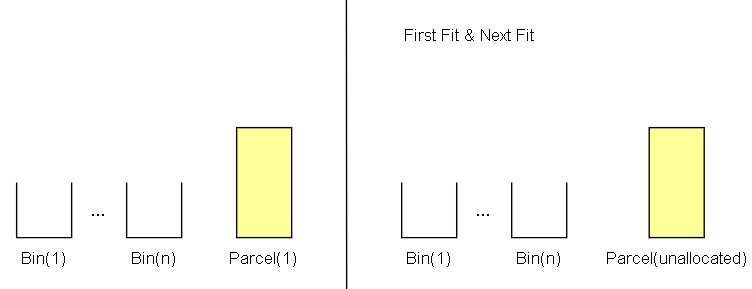 First Fit & Next Fit
... ...
Bin(1) Bin(n) Parcel(1) Bin(1) Bin(n) Parcel(unallocated)